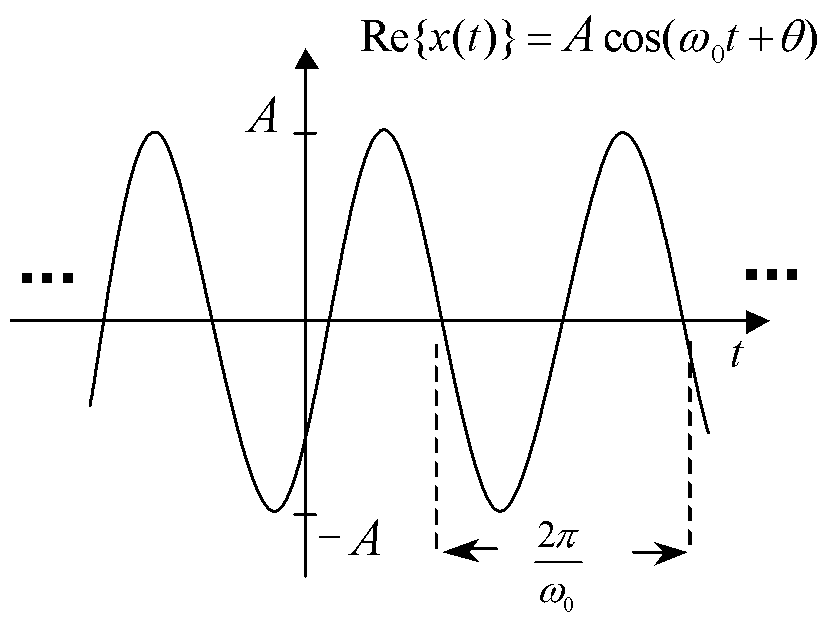 Re{x(t)} = A cos(ω₀t + θ)
A
...
...
t
−A
2π
ω₀